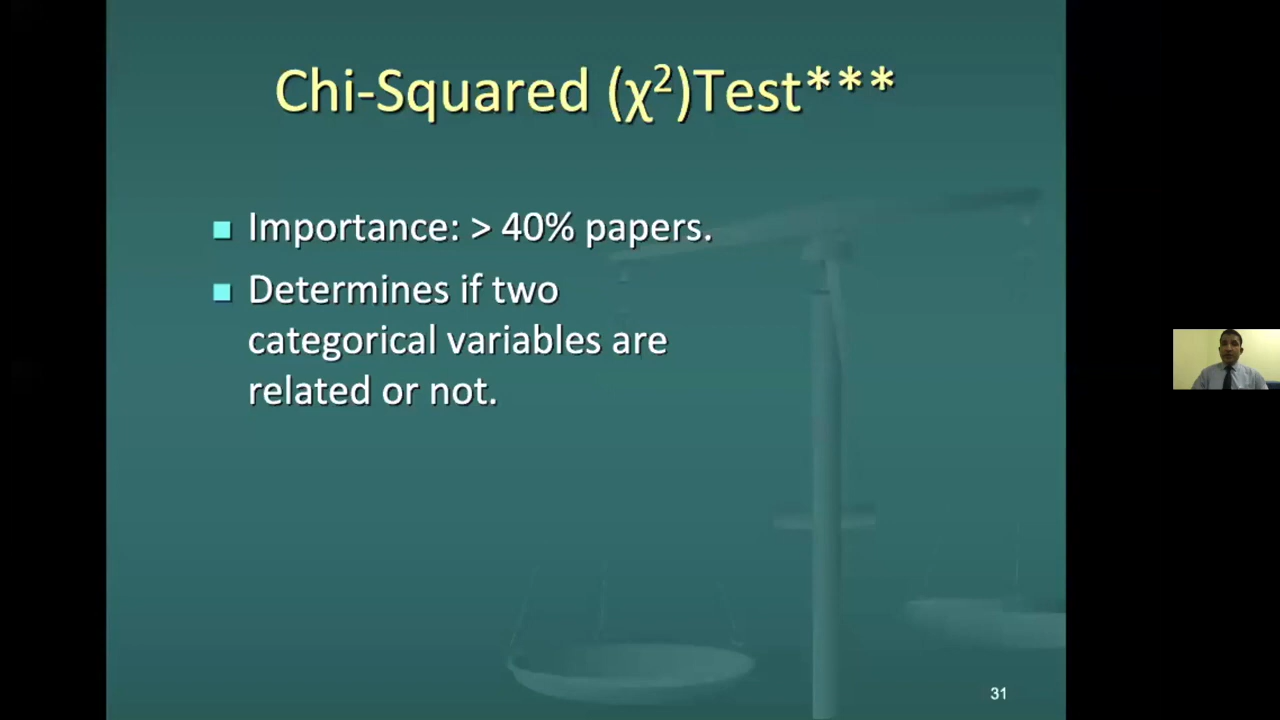 Chi-Squared (χ²)Test***
Importance: > 40% papers.
Determines if two
categorical variables are
related or not.
31